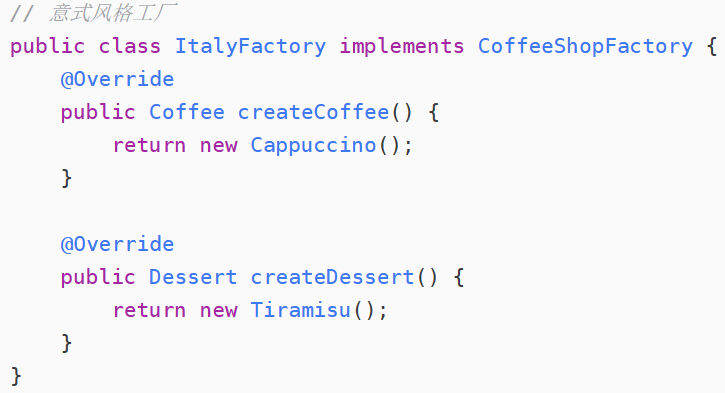 // 意式风格工厂
public class ItalyFactory implements CoffeeShopFactory {
    @Override
    public Coffee createCoffee() {
        return new Cappuccino();
    }

    @Override
    public Dessert createDessert() {
        return new Tiramisu();
    }
}